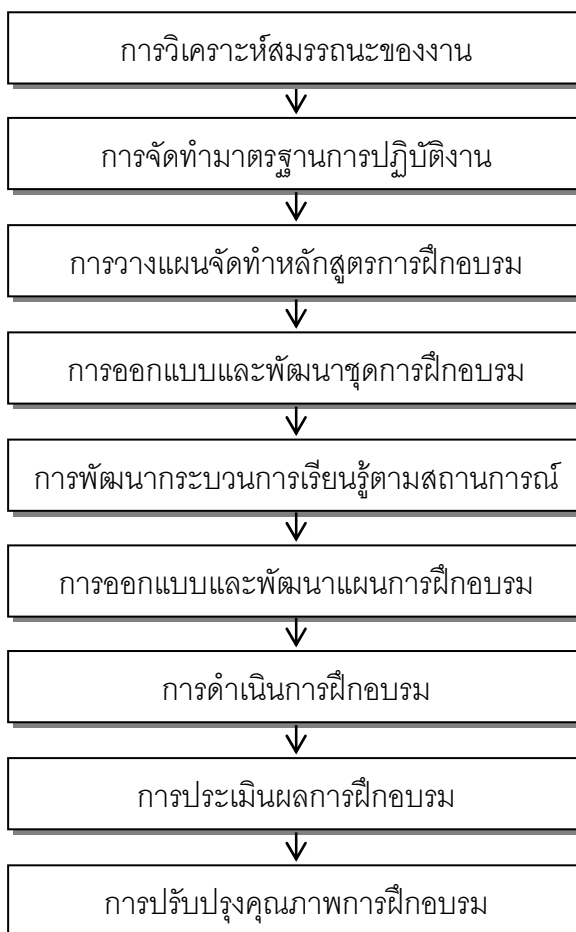 การวิเคราะห์สมรรถนะของงาน
การจัดทำมาตรฐานการปฏิบัติงาน
การวางแผนจัดทำหลักสูตรการฝึกอบรม
การออกแบบและพัฒนาชุดการฝึกอบรม
การพัฒนากระบวนการเรียนรู้ตามสถานการณ์
การออกแบบและพัฒนาแผนการฝึกอบรม
การดำเนินการฝึกอบรม
การประเมินผลการฝึกอบรม
การปรับปรุงคุณภาพการฝึกอบรม